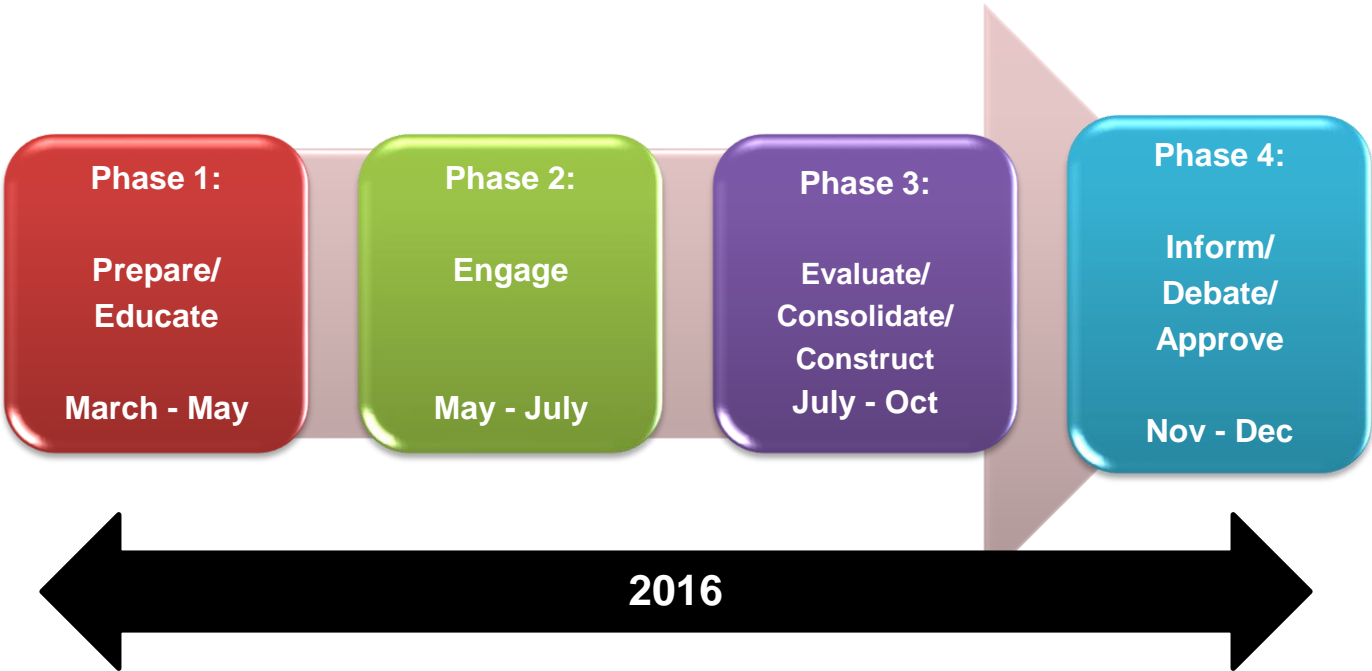 Phase 1:
Prepare/
Educate
March - May
Phase 2:
Engage
May - July
Phase 3:
Evaluate/
Consolidate/
Construct
July - Oct
Phase 4:
Inform/
Debate/
Approve
Nov - Dec
2016